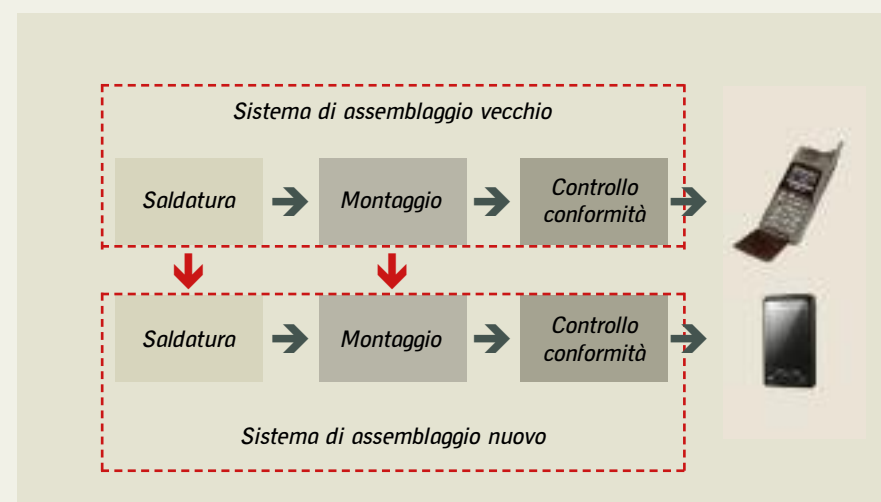 Sistema di assemblaggio vecchio
Saldatura
Montaggio
Controllo
conformità
Saldatura
Montaggio
Controllo
conformità
Sistema di assemblaggio nuovo